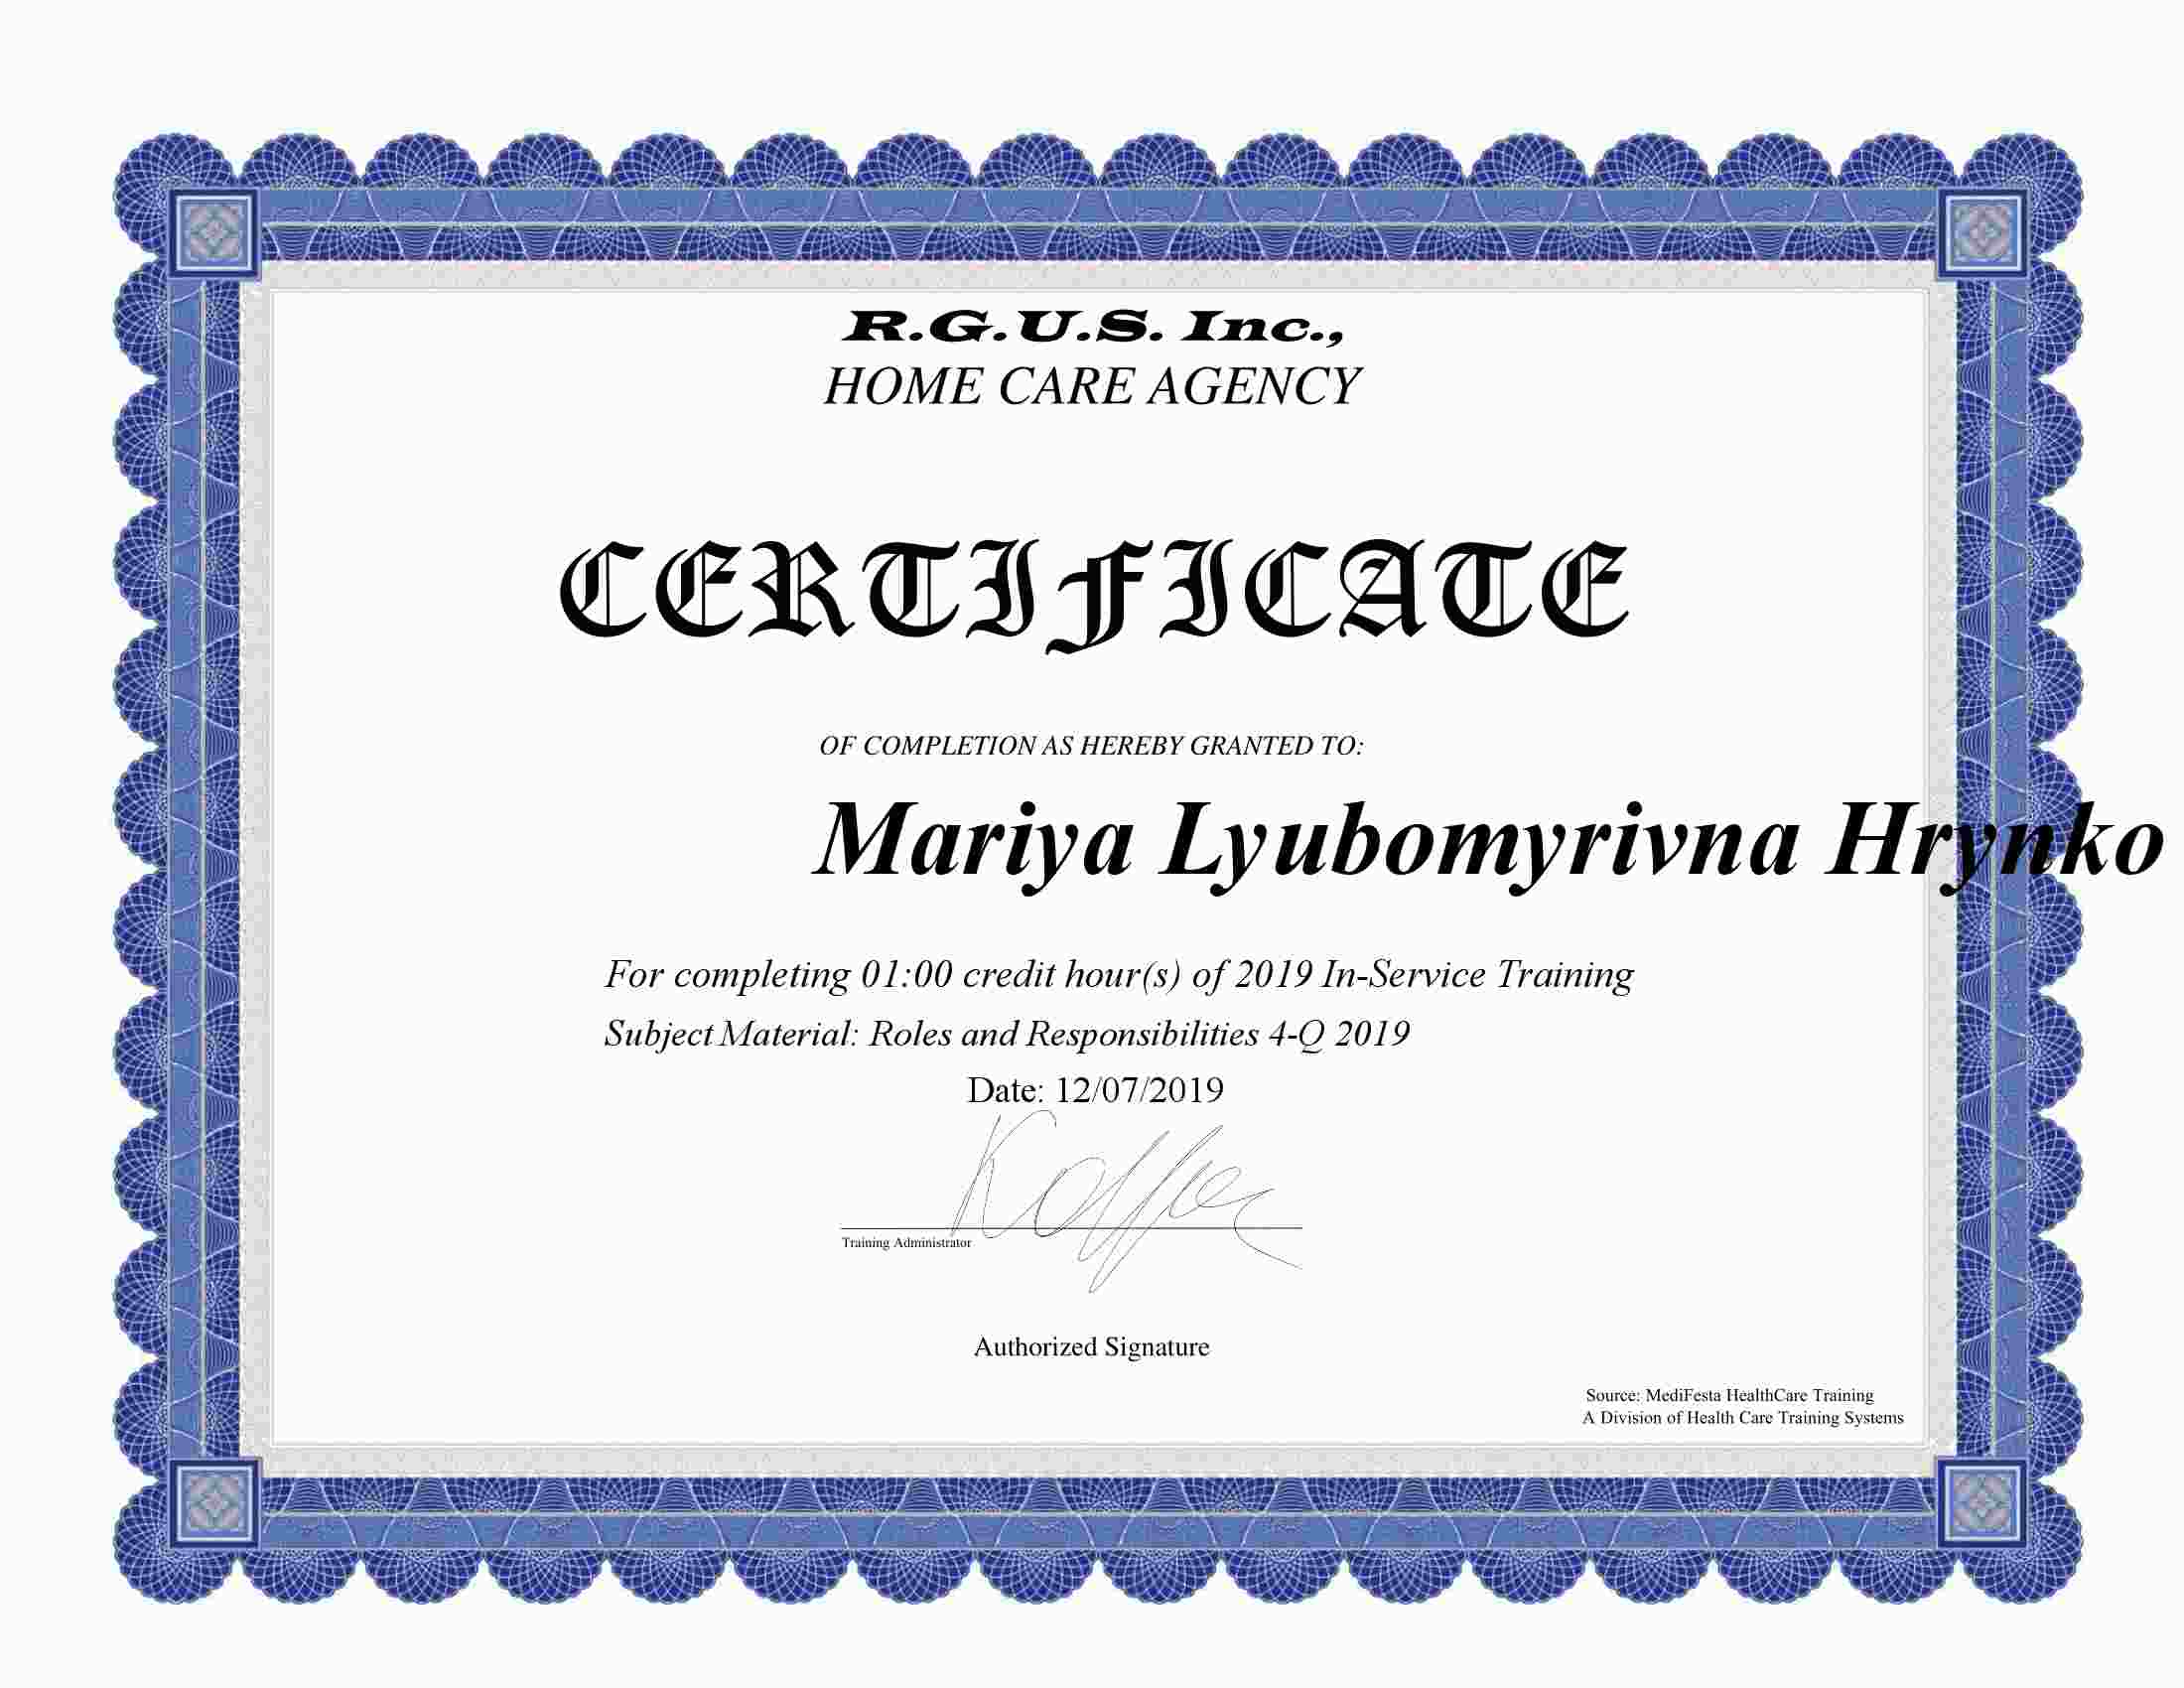 R.G.U.S. Inc.,
HOME CARE AGENCY
CERTIFICATE
OF COMPLETION AS HEREBY GRANTED TO:
Mariya Lyubomyrivna Hrynko
For completing 01:00 credit hour(s) of 2019 In-Service Training
Subject Material: Roles and Responsibilities 4-Q 2019
Date: 12/07/2019
Training Administrator
Authorized Signature
Source: MediFesta HealthCare Training
A Division of Health Care Training Systems